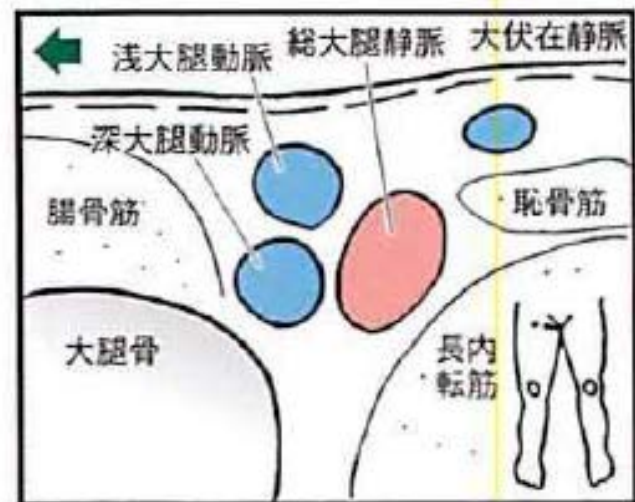 浅大腿動脈
総大腿静脈
大伏在静脈
深大腿動脈
腸骨筋
恥骨筋
大腿骨
長内
転筋